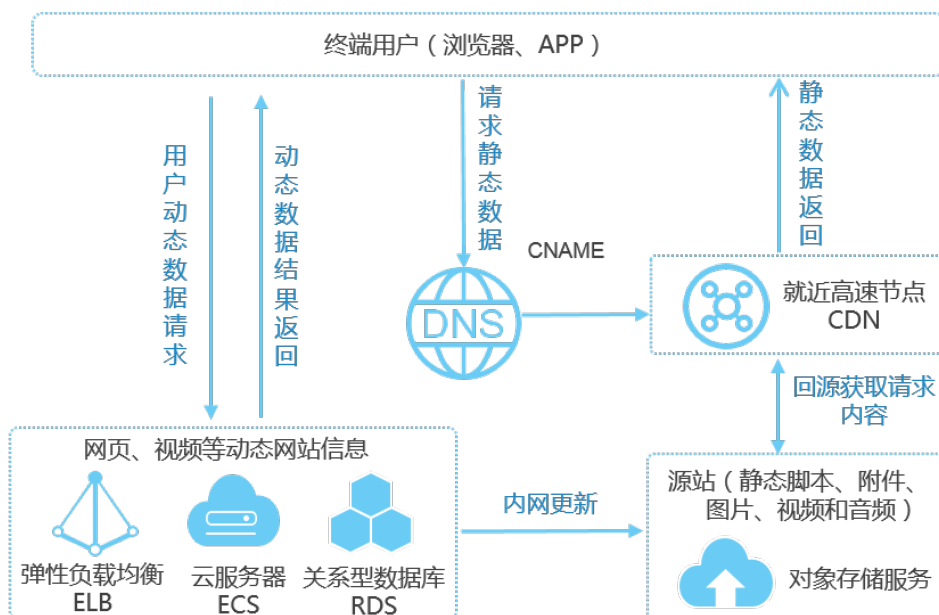 终端用户（浏览器、APP）
用户动态数据请求
动态数据结果返回
请求静态数据
静态数据返回
CNAME
DNS
就近高速节点
CDN
回源获取请求
内容
网页、视频等动态网站信息
弹性负载均衡
ELB
云服务器
ECS
关系型数据库
RDS
内网更新
源站（静态脚本、附件、
图片、视频和音频）
对象存储服务